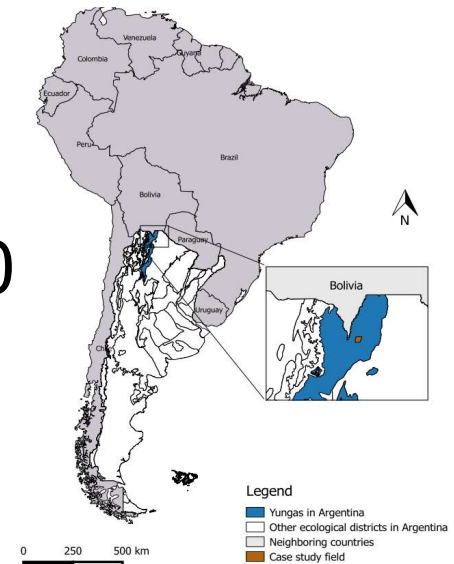 Venezuela
Guyana
Colombia
Ecuador
Peru
Brazil
Bolivia
N
Paraguay
Bolivia
Uruguay
Legend
Yungas in Argentina
Other ecological districts in Argentina
Neighboring countries
Case study field
0 250 500 km